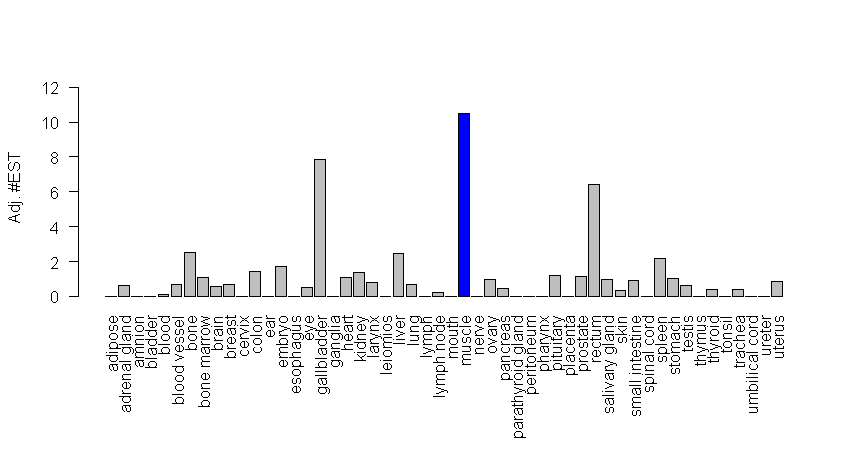 12
10
8
6
4
2
0
Adj. #EST
adipose
adrenal gland
amnion
bladder
blood
blood vessel
bone
bone marrow
brain
breast
cervix
colon
ear
embryo
esophagus
eye
gallbladder
ganglia
heart
kidney
larynx
leiomios
liver
lung
lymph
lymph node
mouth
muscle
nerve
ovary
pancreas
parathyroid gland
peritoneum
pharynx
pituitary
placenta
prostate
rectum
salivary gland
skin
small intestine
spinal cord
spleen
stomach
testis
thymus
thyroid
tonsil
trachea
umbilical cord
ureter
uterus